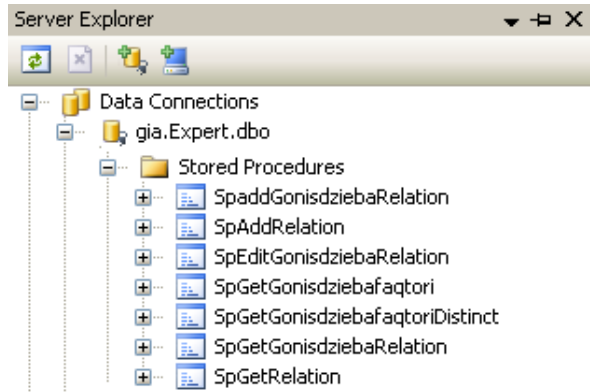 Server Explorer
Data Connections
gia.Expert.dbo
Stored Procedures
SpaddGonisdziebaRelation
SpAddRelation
SpEditGonisdziebaRelation
SpGetGonisdziebafaqtori
SpGetGonisdziebafaqtoriDistinct
SpGetGonisdziebaRelation
SpGetRelation